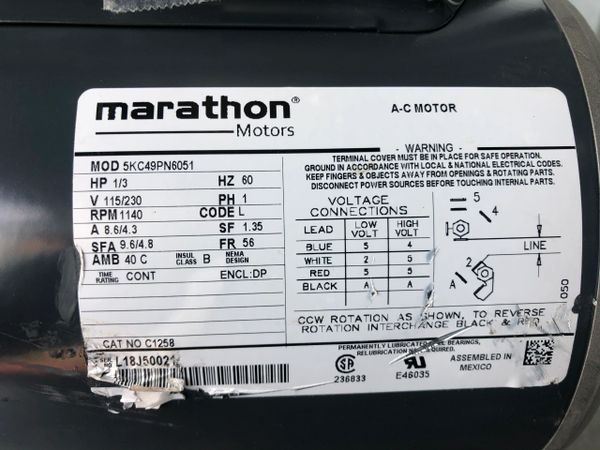 marathon®
Motors
A-C MOTOR
MOD 5KC49PN6051
HP 1/3 HZ 60
V 115/230 PH 1
RPM 1140 CODE L
A 8.6/4.3 SF 1.35
SFA 9.6/4.8 FR 56
AMB 40 C INSUL CLASS B NEMA DESIGN
TIME RATING CONT ENCL:DP
CAT NO C1258
L18J50021
WARNING
TERMINAL COVER MUST BE IN PLACE FOR SAFE OPERATION.
GROUND IN ACCORDANCE WITH LOCAL & NATIONAL ELECTRICAL CODES.
KEEP FINGERS & OBJECTS AWAY FROM OPENINGS & ROTATING PARTS.
DISCONNECT POWER SOURCES BEFORE TOUCHING INTERNAL PARTS.
VOLTAGE CONNECTIONS
LEAD LOW VOLT HIGH VOLT
BLUE 5 4
WHITE 2 5
RED 5 5
BLACK A A
5
4
LINE
2
A
050
CCW ROTATION AS SHOWN, TO REVERSE
ROTATION INTERCHANGE BLACK & RED
PERMANENTLY LUBRICATED BEARINGS,
RELUBRICATION REQUIRED.
SA
236833
E46035
ASSEMBLED IN
MEXICO